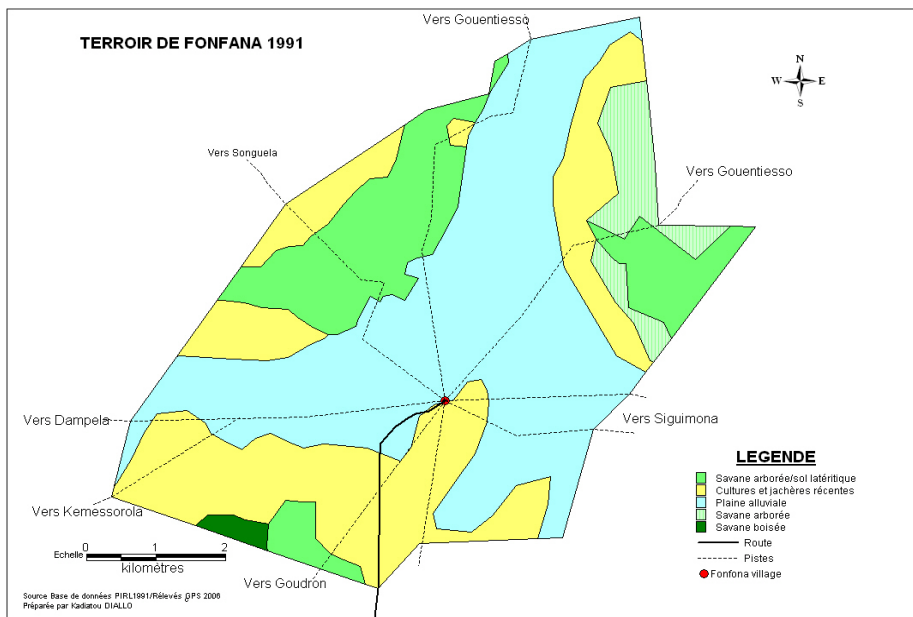 Vers Gouentiesso
TERROIR DE FONFANA 1991
N
W E
S
Vers Songuela
Vers Gouentiesso
Vers Dampela
Vers Siguimona
LEGENDE
Savane arborée/sol latéritique
Cultures et jachères récentes
Plaine alluviale
Savane arborée
Savane boisée
Route
Pistes
Fonfona village
Vers Kemessorola
Echelle 0 1 2
kilométres
Vers Goudron
Source Base de données PIRL1991/Rélevés GPS 2006
Préparée par Kadiatou DIALLO